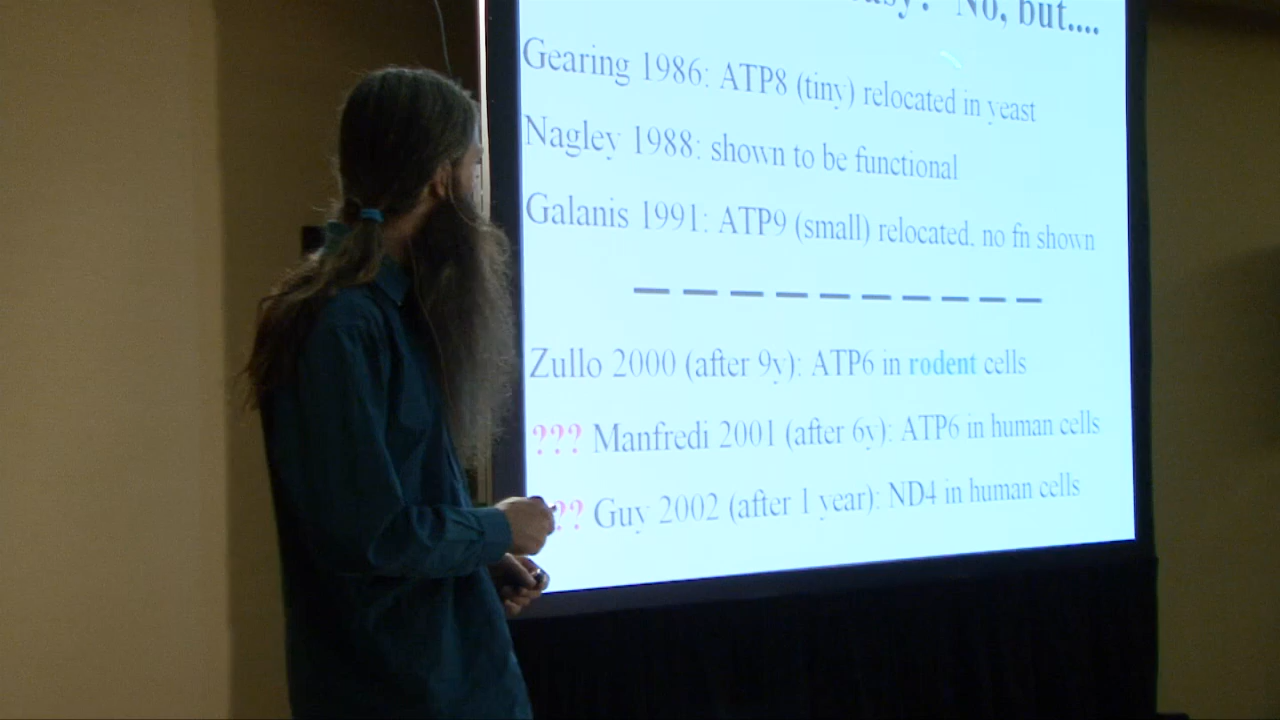 No, but....
Gearing 1986: ATP8 (tiny) relocated in yeast
Nagley 1988: shown to be functional
Galanis 1991: ATP9 (small) relocated, no fn shown
Zullo 2000 (after 9y): ATP6 in rodent cells
??? Manfredi 2001 (after 6y): ATP6 in human cells
?? Guy 2002 (after 1 year): ND4 in human cells